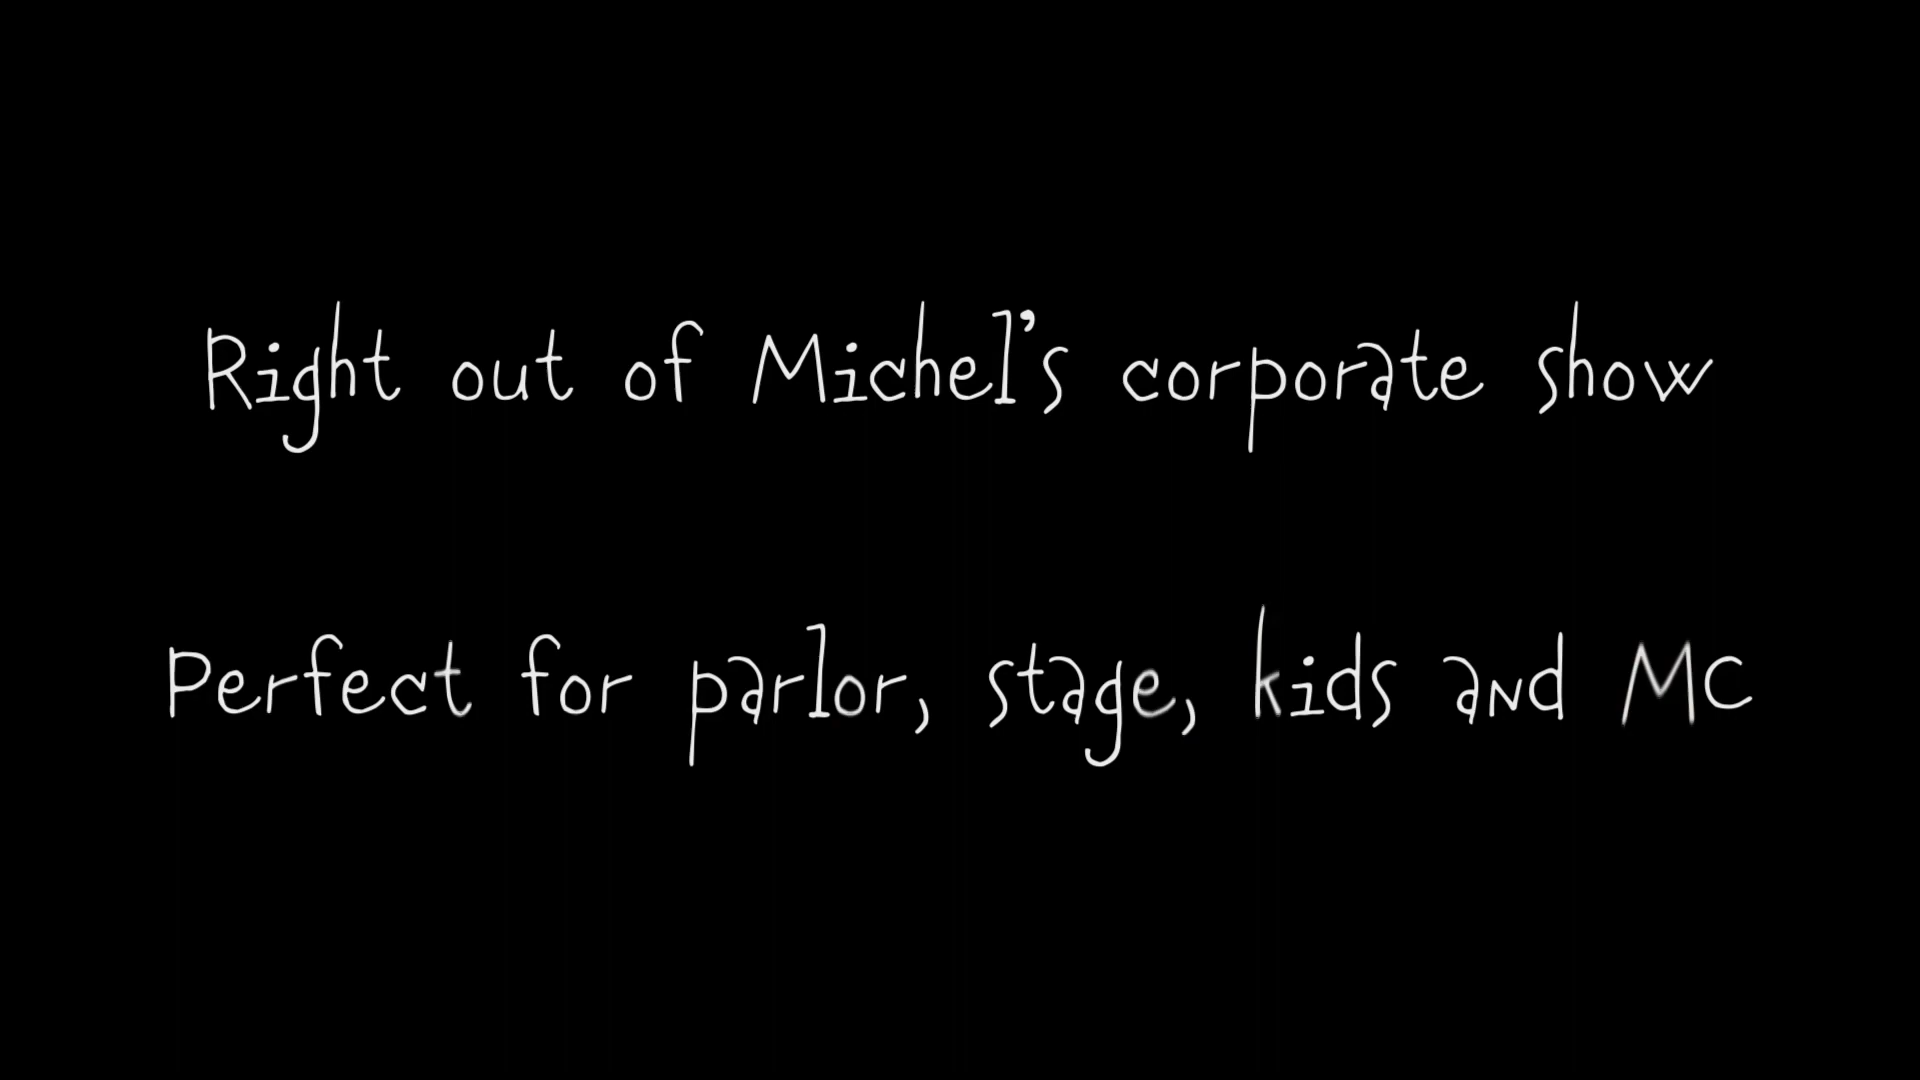 Right out of Michel's corporate show
Perfect for parlor, stage, kids and MC